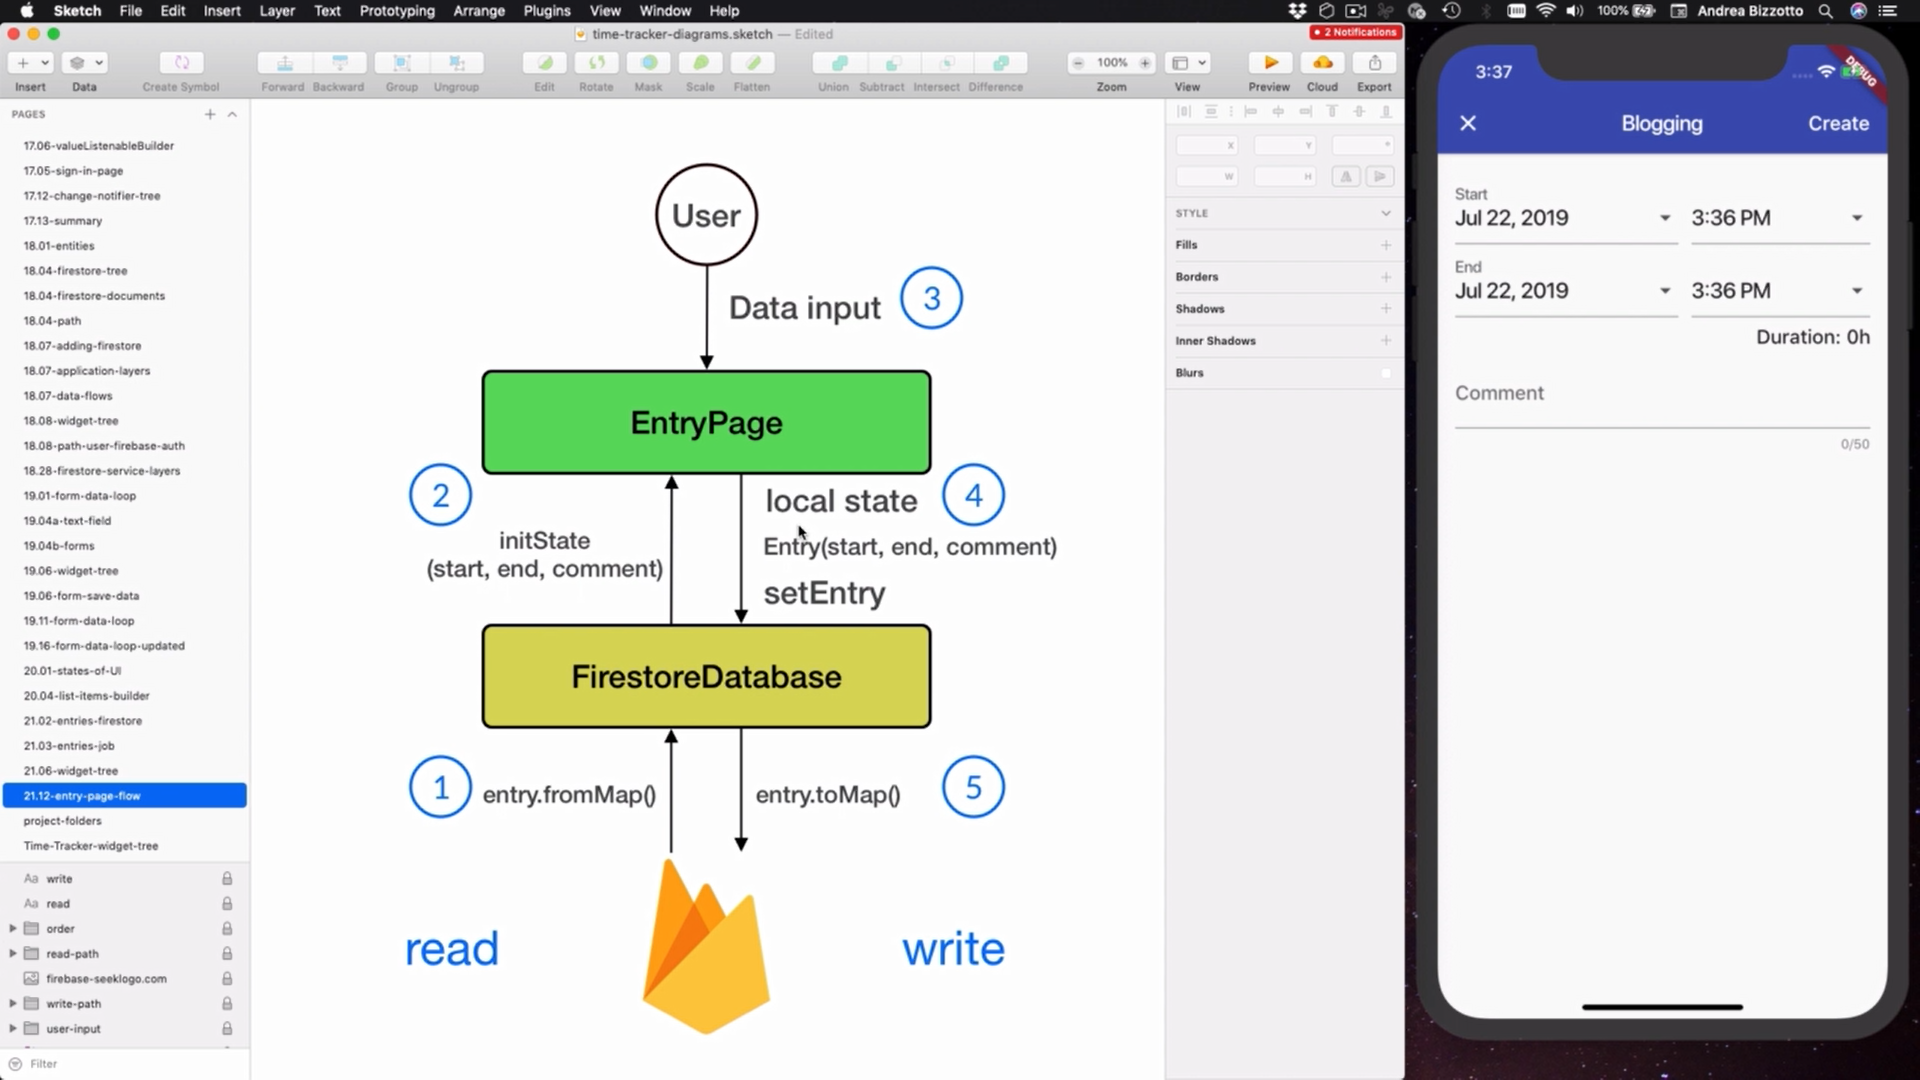 Sketch File Edit Insert Layer Text Prototyping Arrange Plugins View Window Help
100% Andrea Bizzotto
time-tracker-diagrams.sketch — Edited
2 Notifications
100%
Insert Data Create Symbol Forward Backward Group Ungroup Edit Rotate Mask Scale Flatten Union Subtract Intersect Difference Zoom View Preview Cloud Export
PAGES
17.06-valueListenableBuilder
17.05-sign-in-page
17.12-change-notifier-tree
17.13-summary
18.01-entities
18.04-firestore-tree
18.04-firestore-documents
18.04-path
18.07-adding-firestore
18.07-application-layers
18.07-data-flows
18.08-widget-tree
18.08-path-user-firebase-auth
18.28-firestore-service-layers
19.01-form-data-loop
19.04a-text-field
19.04b-forms
19.06-widget-tree
19.06-form-save-data
19.11-form-data-loop
19.16-form-data-loop-updated
20.01-states-of-UI
20.04-list-items-builder
21.02-entries-firestore
21.03-entries-job
21.06-widget-tree
21.12-entry-page-flow
project-folders
Time-Tracker-widget-tree
Aa write
Aa read
order
read-path
firebase-seeklogo.com
write-path
user-input
Filter
User
Data input
3
EntryPage
2
initState
(start, end, comment)
local state
4
Entry(start, end, comment)
setEntry
FirestoreDatabase
1
entry.fromMap()
entry.toMap()
5
read
write
X Y °
W H
STYLE
Fills
Borders
Shadows
Inner Shadows
Blurs
3:37
DEBUG
Blogging
Create
Start
Jul 22, 2019 3:36 PM
End
Jul 22, 2019 3:36 PM
Duration: 0h
Comment
0/50